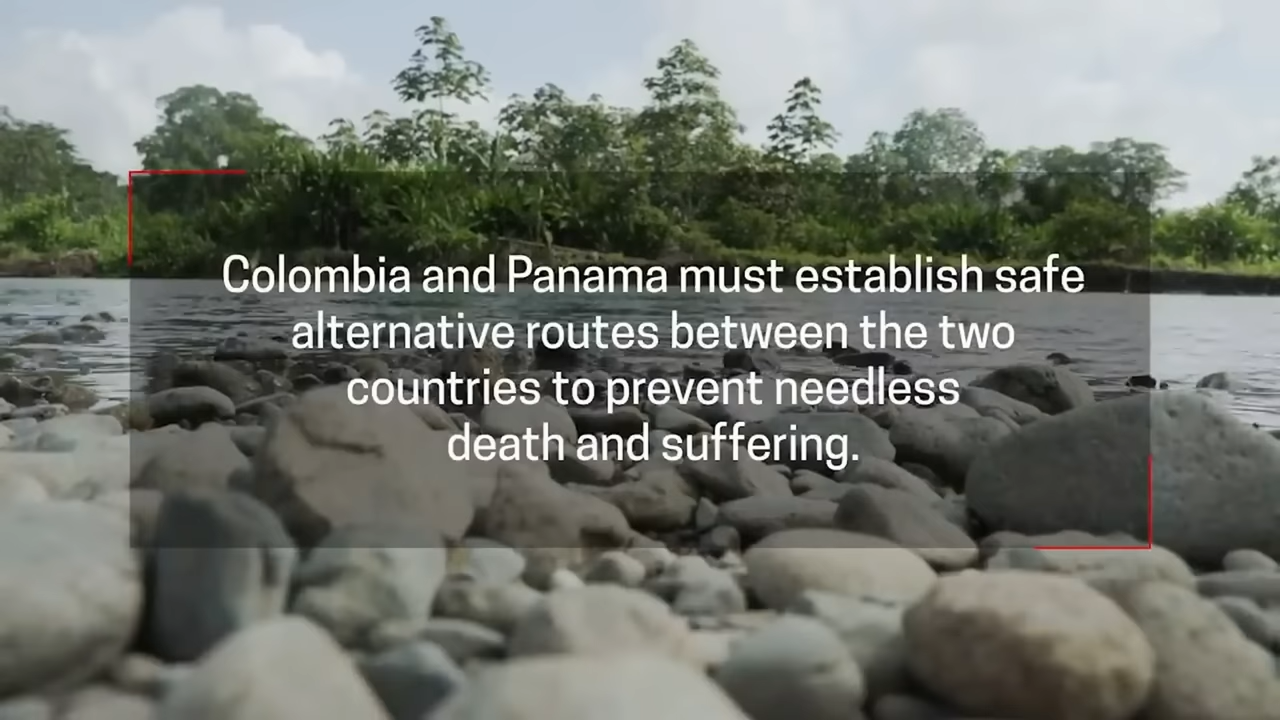 Colombia and Panama must establish safe
alternative routes between the two
countries to prevent needless
death and suffering.